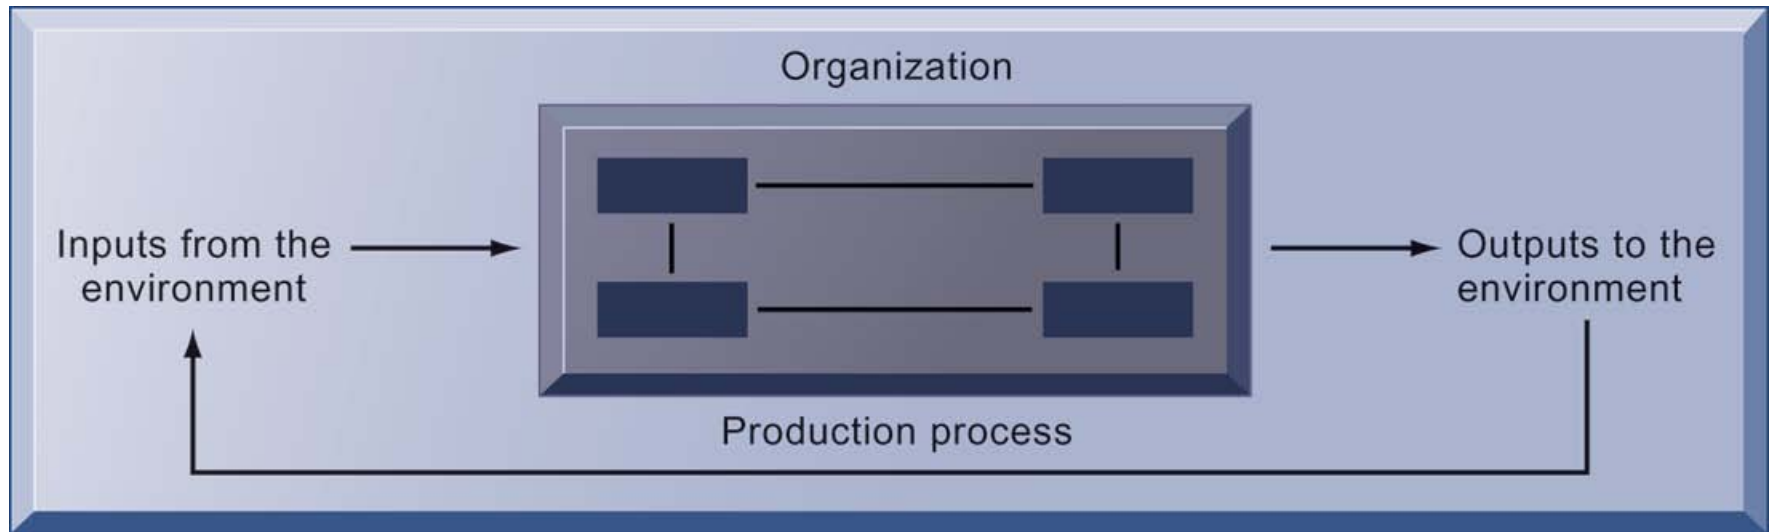 Organization
Inputs from the
environment
Outputs to the
environment
Production process